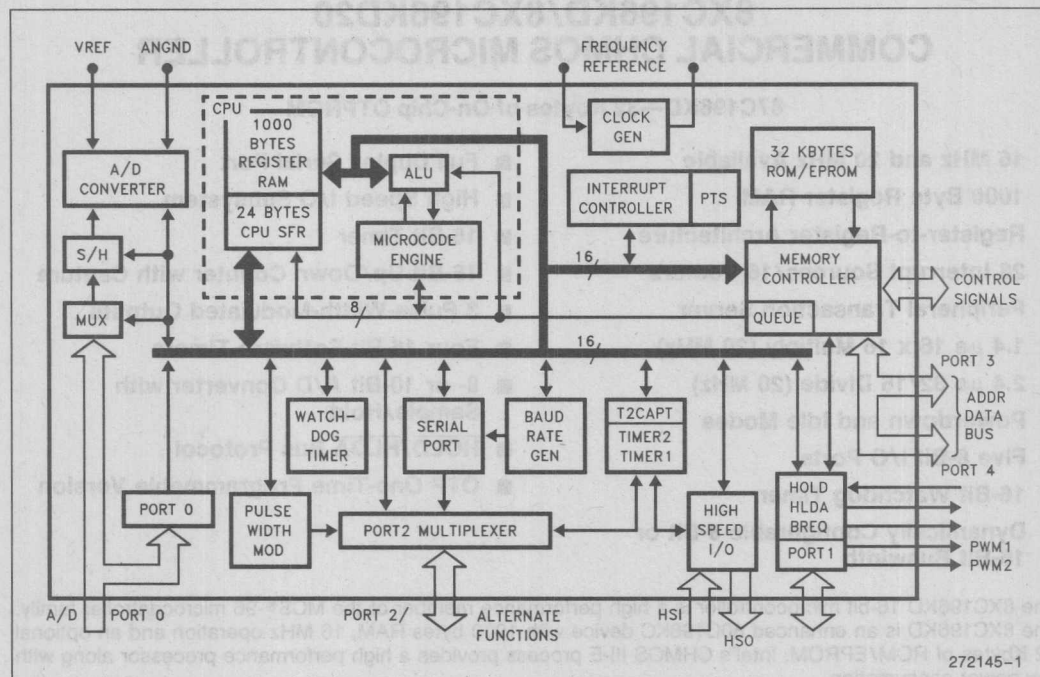 VREF ANGND
FREQUENCY
REFERENCE
CPU
1000
BYTES
REGISTER
RAM
24 BYTES
CPU SFR
ALU
MICROCODE
ENGINE
A/D
CONVERTER
S/H
MUX
CLOCK
GEN
INTERRUPT
CONTROLLER
PTS
32 KBYTES
ROM/EPROM
MEMORY
CONTROLLER
QUEUE
CONTROL
SIGNALS
16
8
16
PORT 3
ADDR
DATA
BUS
PORT 4
WATCH-
DOG
TIMER
SERIAL
PORT
BAUD
RATE
GEN
T2CAPT
TIMER2
TIMER1
PORT 0
PULSE
WIDTH
MOD
PORT2 MULTIPLEXER
HIGH
SPEED
I/O
HOLD
HLDA
BREQ
PORT1
PWM1
PWM2
A/D PORT 0
PORT 2
ALTERNATE
FUNCTIONS
HSI HSO
PORT 1
272145-1